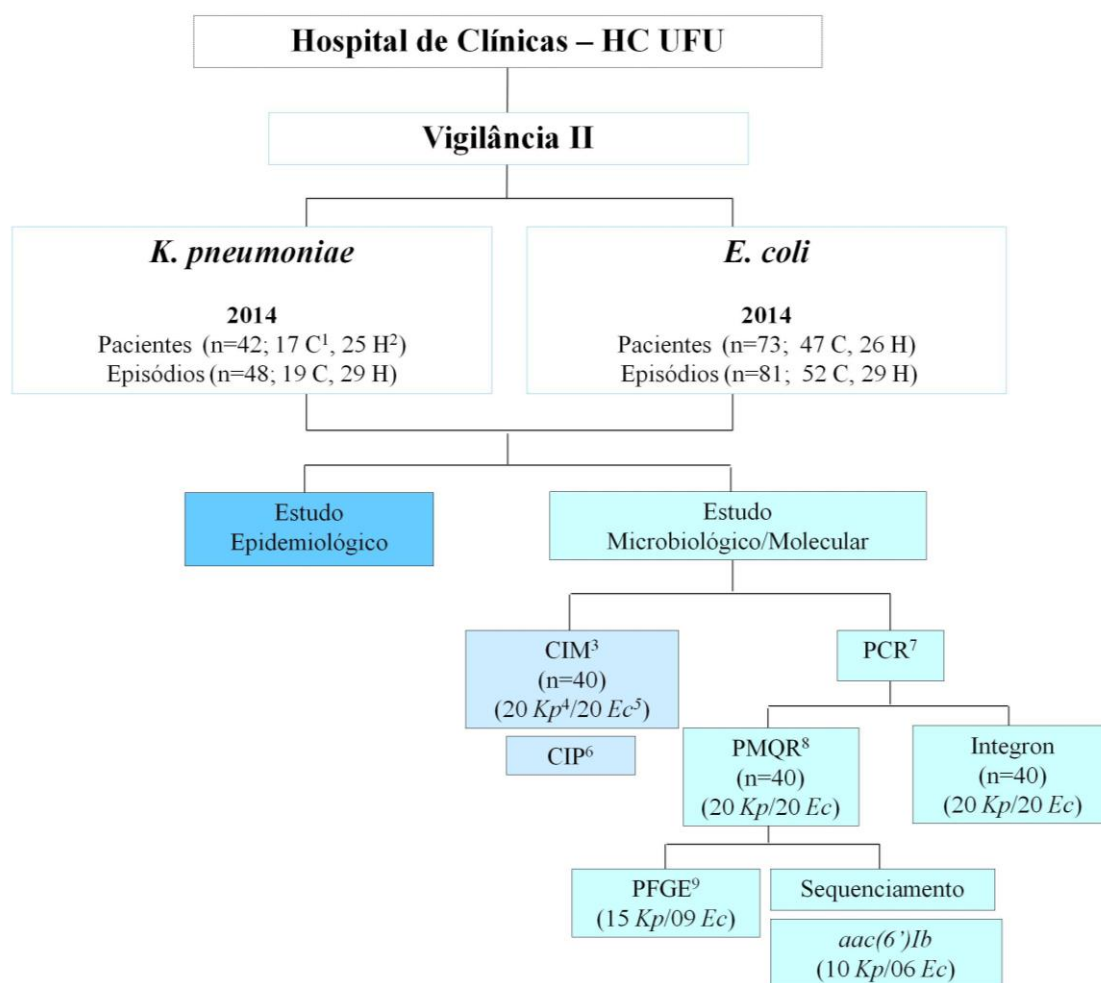 Hospital de Clínicas – HC UFU
Vigilância II
K. pneumoniae
2014
Pacientes (n=42; 17 C¹, 25 H²)
Episódios (n=48; 19 C, 29 H)
E. coli
2014
Pacientes (n=73; 47 C, 26 H)
Episódios (n=81; 52 C, 29 H)
Estudo
Epidemiológico
Estudo
Microbiológico/Molecular
CIM³
(n=40)
(20 Kp⁴/20 Ec⁵)
CIP⁶
PCR⁷
PMQR⁸
(n=40)
(20 Kp/20 Ec)
Integron
(n=40)
(20 Kp/20 Ec)
PFGE⁹
(15 Kp/09 Ec)
Sequenciamento
aac(6’)Ib
(10 Kp/06 Ec)